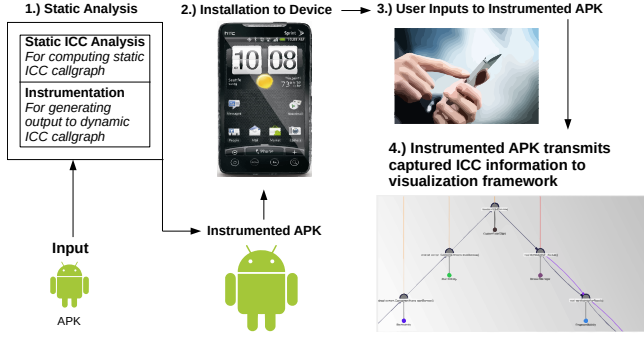 1.) Static Analysis
Static ICC Analysis
For computing static
ICC callgraph
Instrumentation
For generating
output to dynamic
ICC callgraph
Input
APK
2.) Installation to Device
hTC
Sprint
10 08
Instrumented APK
3.) User Inputs to Instrumented APK
4.) Instrumented APK transmits
captured ICC information to
visualization framework